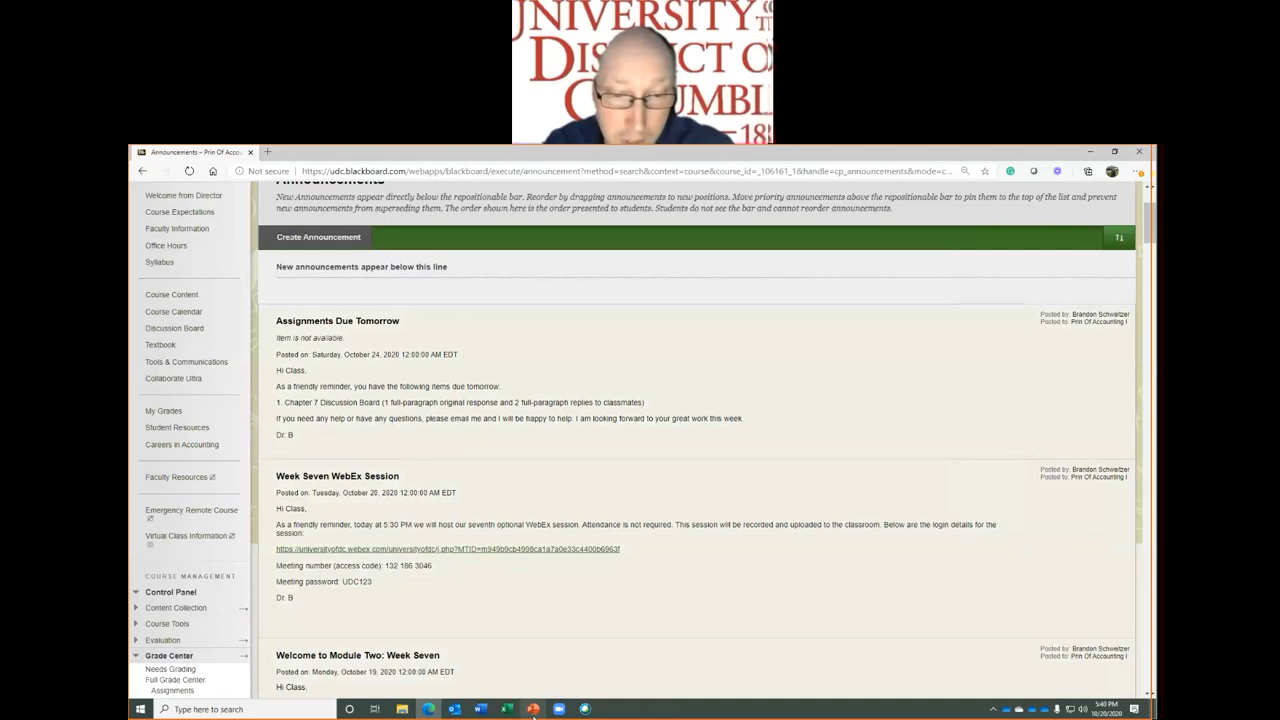 UNIVERSITY OF THE
DISTRICT O
COLUMBI
—18
Announcements – Prin Of Acco...
Not secure
https://udc.blackboard.com/webapps/blackboard/execute/announcement?method=search&context=course&course_id=_106161_1&handle=cp_announcements&mode=c...
Announcements
New Announcements appear directly below the repositionable bar. Reorder by dragging announcements to new positions. Move priority announcements above the repositionable bar to pin them to the top of the list and prevent
new announcements from superseding them. The order shown here is the order presented to students. Students do not see the bar and cannot reorder announcements.
Create Announcement
New announcements appear below this line
Welcome from Director
Course Expectations
Faculty Information
Office Hours
Syllabus
Course Content
Course Calendar
Discussion Board
Textbook
Tools & Communications
Collaborate Ultra
My Grades
Student Resources
Careers in Accounting
Faculty Resources
Emergency Remote Course
Virtual Class Information
COURSE MANAGEMENT
Control Panel
Content Collection
Course Tools
Evaluation
Grade Center
Needs Grading
Full Grade Center
Assignments
Assignments Due Tomorrow
Posted by: Brandon Schweitzer
Posted to: Prin Of Accounting I
Item is not available.
Posted on: Saturday, October 24, 2020 12:00:00 AM EDT
Hi Class,
As a friendly reminder, you have the following items due tomorrow:
1. Chapter 7 Discussion Board (1 full-paragraph original response and 2 full-paragraph replies to classmates)
If you need any help or have any questions, please email me and I will be happy to help. I am looking forward to your great work this week.
Dr. B
Week Seven WebEx Session
Posted by: Brandon Schweitzer
Posted to: Prin Of Accounting I
Posted on: Tuesday, October 20, 2020 12:00:00 AM EDT
Hi Class,
As a friendly reminder, today at 5:30 PM we will host our seventh optional WebEx session. Attendance is not required. This session will be recorded and uploaded to the classroom. Below are the login details for the
session:
https://universityofdc.webex.com/universityofdc/j.php?MTID=m949b9cb4998ca1a7a0e33c4400b6963f
Meeting number (access code): 132 186 3046
Meeting password: UDC123
Dr. B
Welcome to Module Two: Week Seven
Posted by: Brandon Schweitzer
Posted to: Prin Of Accounting I
Posted on: Monday, October 19, 2020 12:00:00 AM EDT
Hi Class,
Type here to search
5:40 PM
10/20/2020